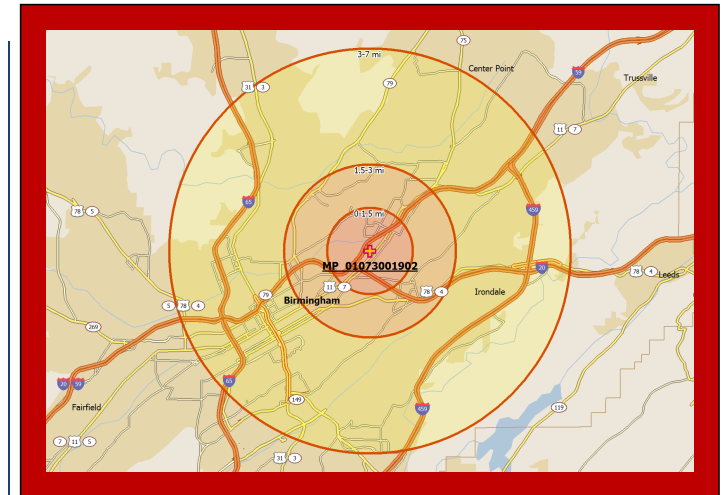 75
3-7 mi
Center Point
59
Trussville
31 3
79
11 7
1.5-3 mi
65
459
0-1.5 mi
78 5
MP_01073001902
20
78 4
Leeds
11 7
78 4
Irondale
79
Birmingham
5 78 4
269
65
20 59
149
459
119
Fairfield
7 11 5
31 3